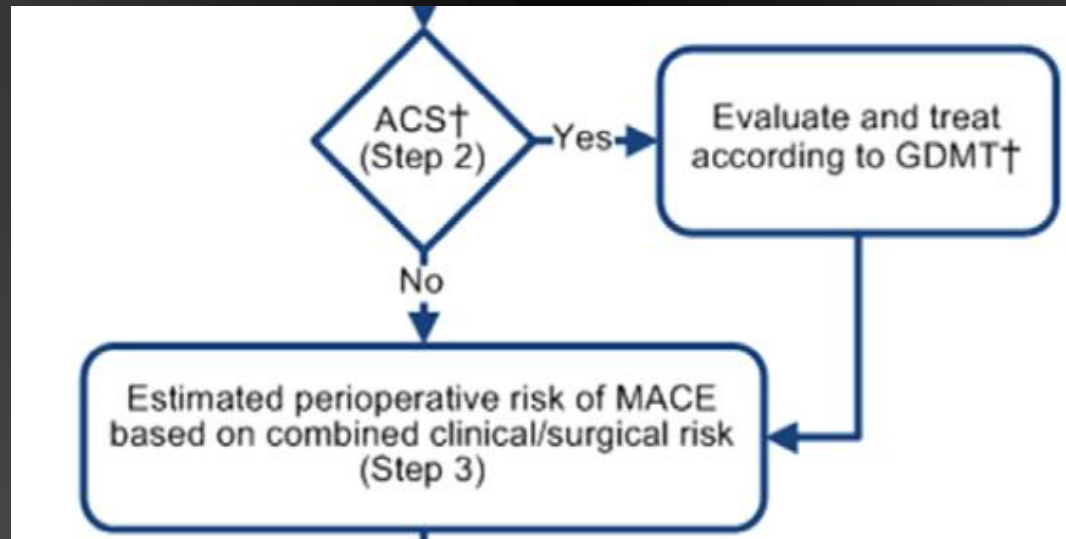 ACS†
(Step 2)
Yes
Evaluate and treat
according to GDMT†
No
Estimated perioperative risk of MACE
based on combined clinical/surgical risk
(Step 3)